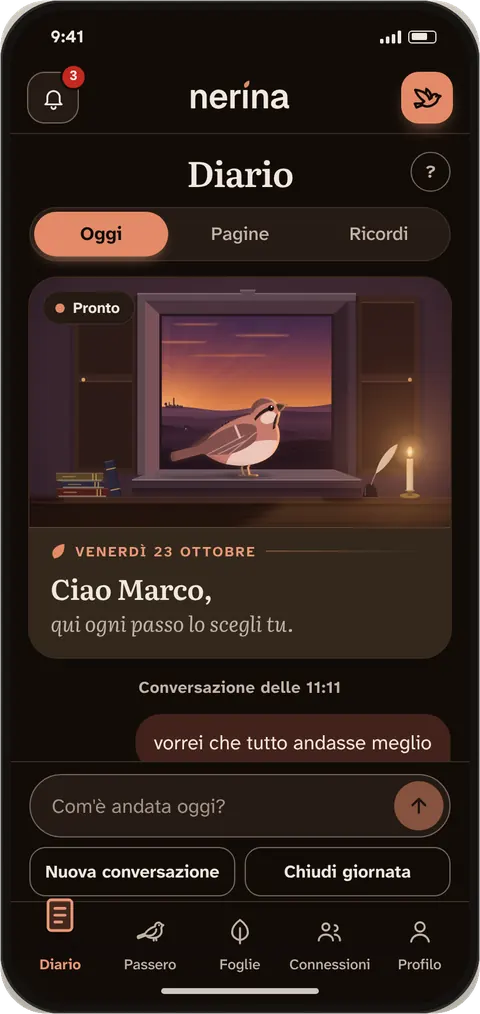 9:41
3
nerina
Diario
?
Oggi
Pagine
Ricordi
Pronto
VENERDÌ 23 OTTOBRE
Ciao Marco,
qui ogni passo lo scegli tu.
Conversazione delle 11:11
vorrei che tutto andasse meglio
Com'è andata oggi?
Nuova conversazione
Chiudi giornata
Diario
Passero
Foglie
Connessioni
Profilo